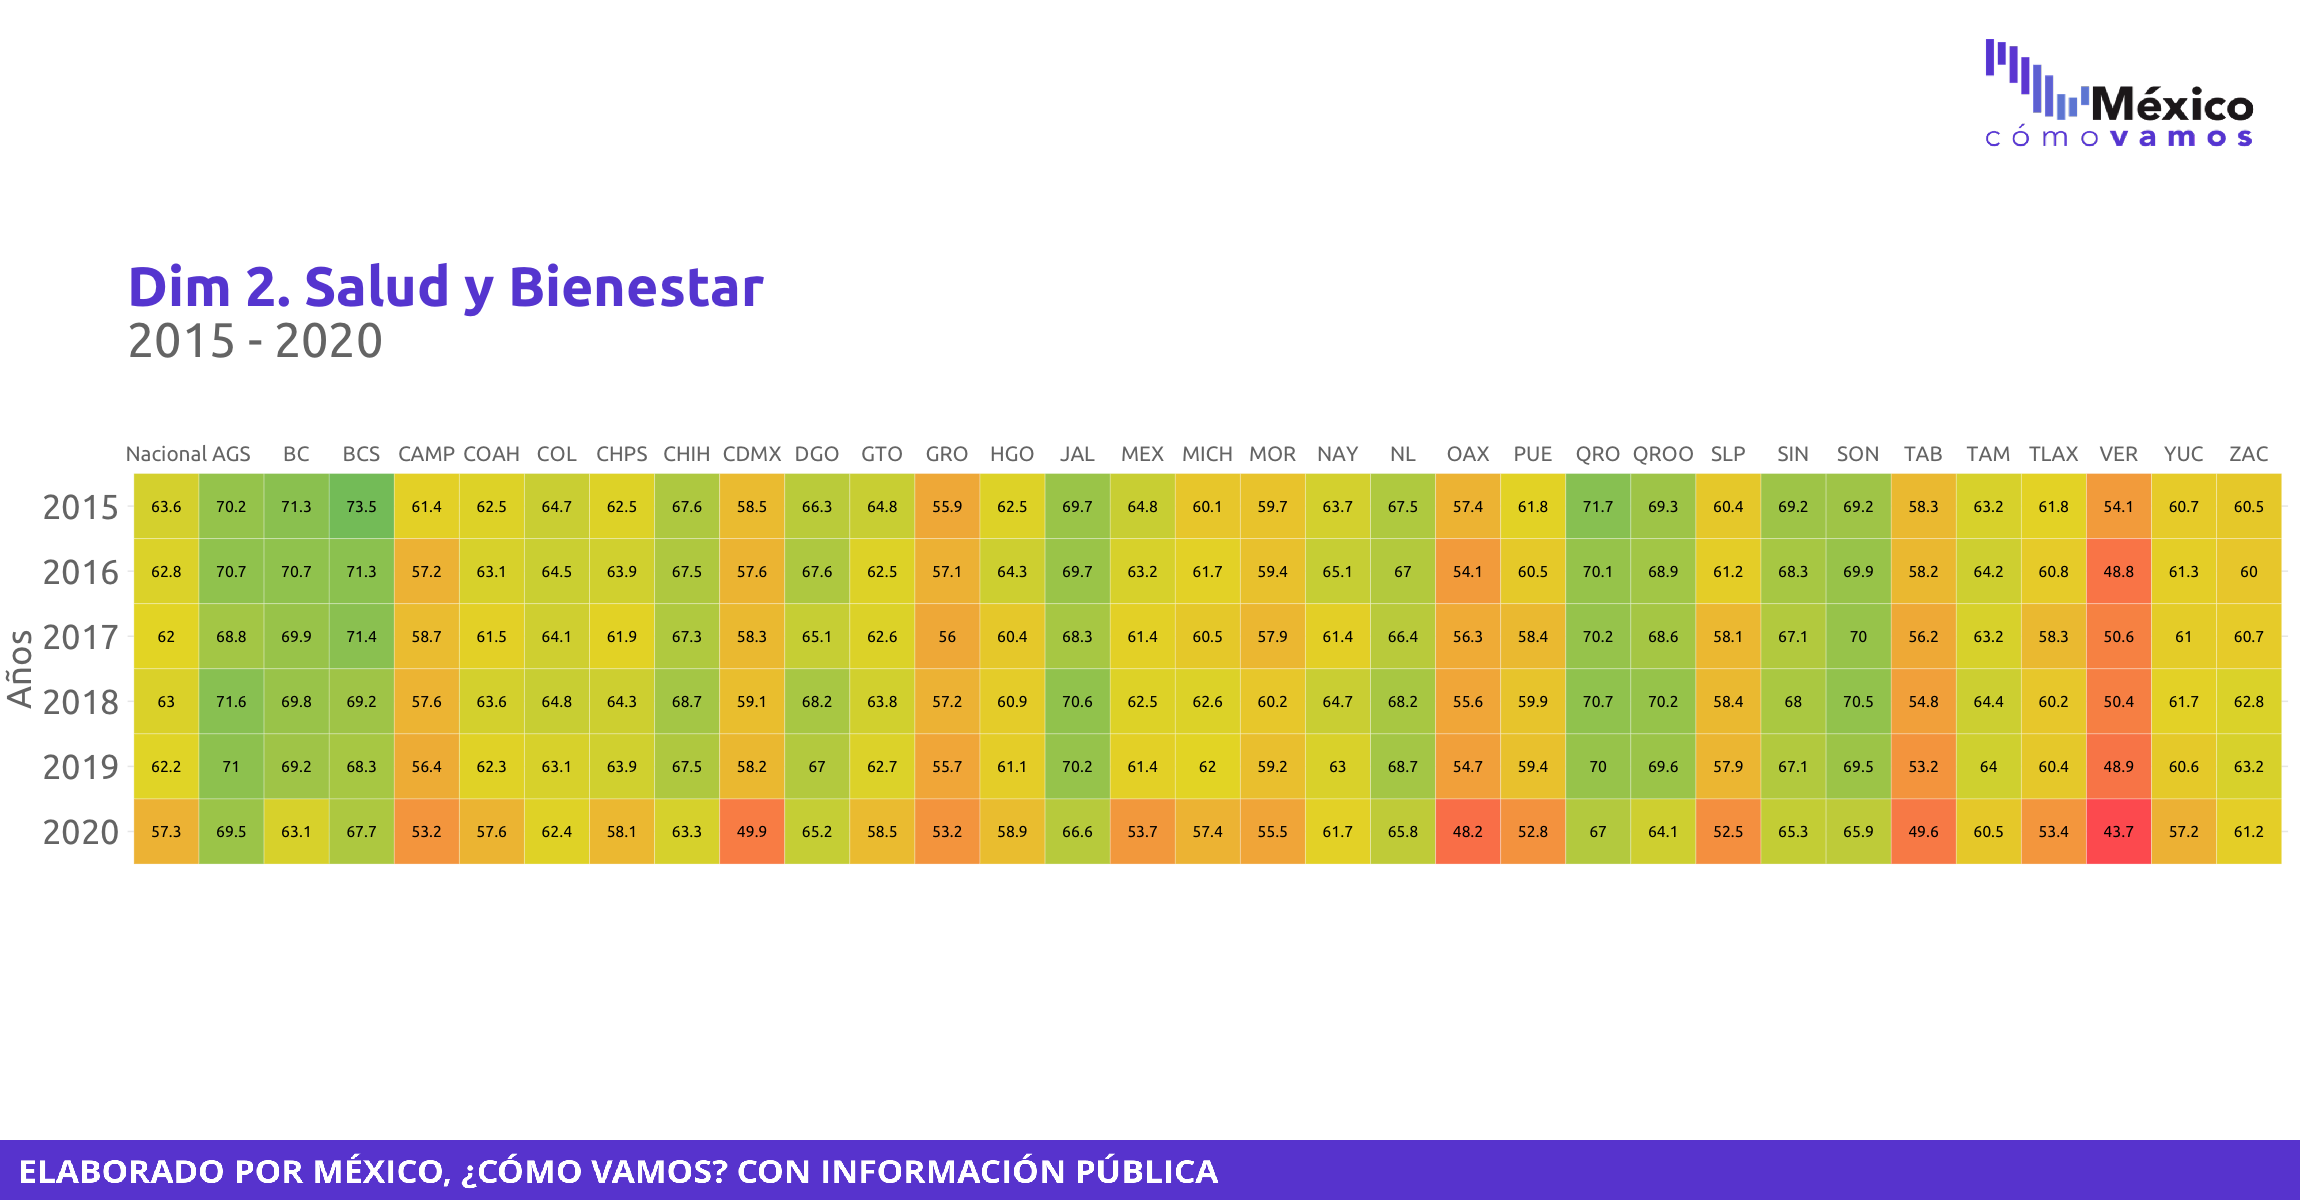 México
cómo vamos
Dim 2. Salud y Bienestar
2015 - 2020
Nacional AGS BC BCS CAMP COAH COL CHPS CHIH CDMX DGO GTO GRO HGO JAL MEX MICH MOR NAY NL OAX PUE QRO QROO SLP SIN SON TAB TAM TLAX VER YUC ZAC
2015 63.6 70.2 71.3 73.5 61.4 62.5 64.7 62.5 67.6 58.5 66.3 64.8 55.9 62.5 69.7 64.8 60.1 59.7 63.7 67.5 57.4 61.8 71.7 69.3 60.4 69.2 69.2 58.3 63.2 61.8 54.1 60.7 60.5
2016 62.8 70.7 70.7 71.3 57.2 63.1 64.5 63.9 67.5 57.6 67.6 62.5 57.1 64.3 69.7 63.2 61.7 59.4 65.1 67 54.1 60.5 70.1 68.9 61.2 68.3 69.9 58.2 64.2 60.8 48.8 61.3 60
2017 62 68.8 69.9 71.4 58.7 61.5 64.1 61.9 67.3 58.3 65.1 62.6 56 60.4 68.3 61.4 60.5 57.9 61.4 66.4 56.3 58.4 70.2 68.6 58.1 67.1 70 56.2 63.2 58.3 50.6 61 60.7
Años
2018 63 71.6 69.8 69.2 57.6 63.6 64.8 64.3 68.7 59.1 68.2 63.8 57.2 60.9 70.6 62.5 62.6 60.2 64.7 68.2 55.6 59.9 70.7 70.2 58.4 68 70.5 54.8 64.4 60.2 50.4 61.7 62.8
2019 62.2 71 69.2 68.3 56.4 62.3 63.1 63.9 67.5 58.2 67 62.7 55.7 61.1 70.2 61.4 62 59.2 63 68.7 54.7 59.4 70 69.6 57.9 67.1 69.5 53.2 64 60.4 48.9 60.6 63.2
2020 57.3 69.5 63.1 67.7 53.2 57.6 62.4 58.1 63.3 49.9 65.2 58.5 53.2 58.9 66.6 53.7 57.4 55.5 61.7 65.8 48.2 52.8 67 64.1 52.5 65.3 65.9 49.6 60.5 53.4 43.7 57.2 61.2
ELABORADO POR MÉXICO, ¿CÓMO VAMOS? CON INFORMACIÓN PÚBLICA